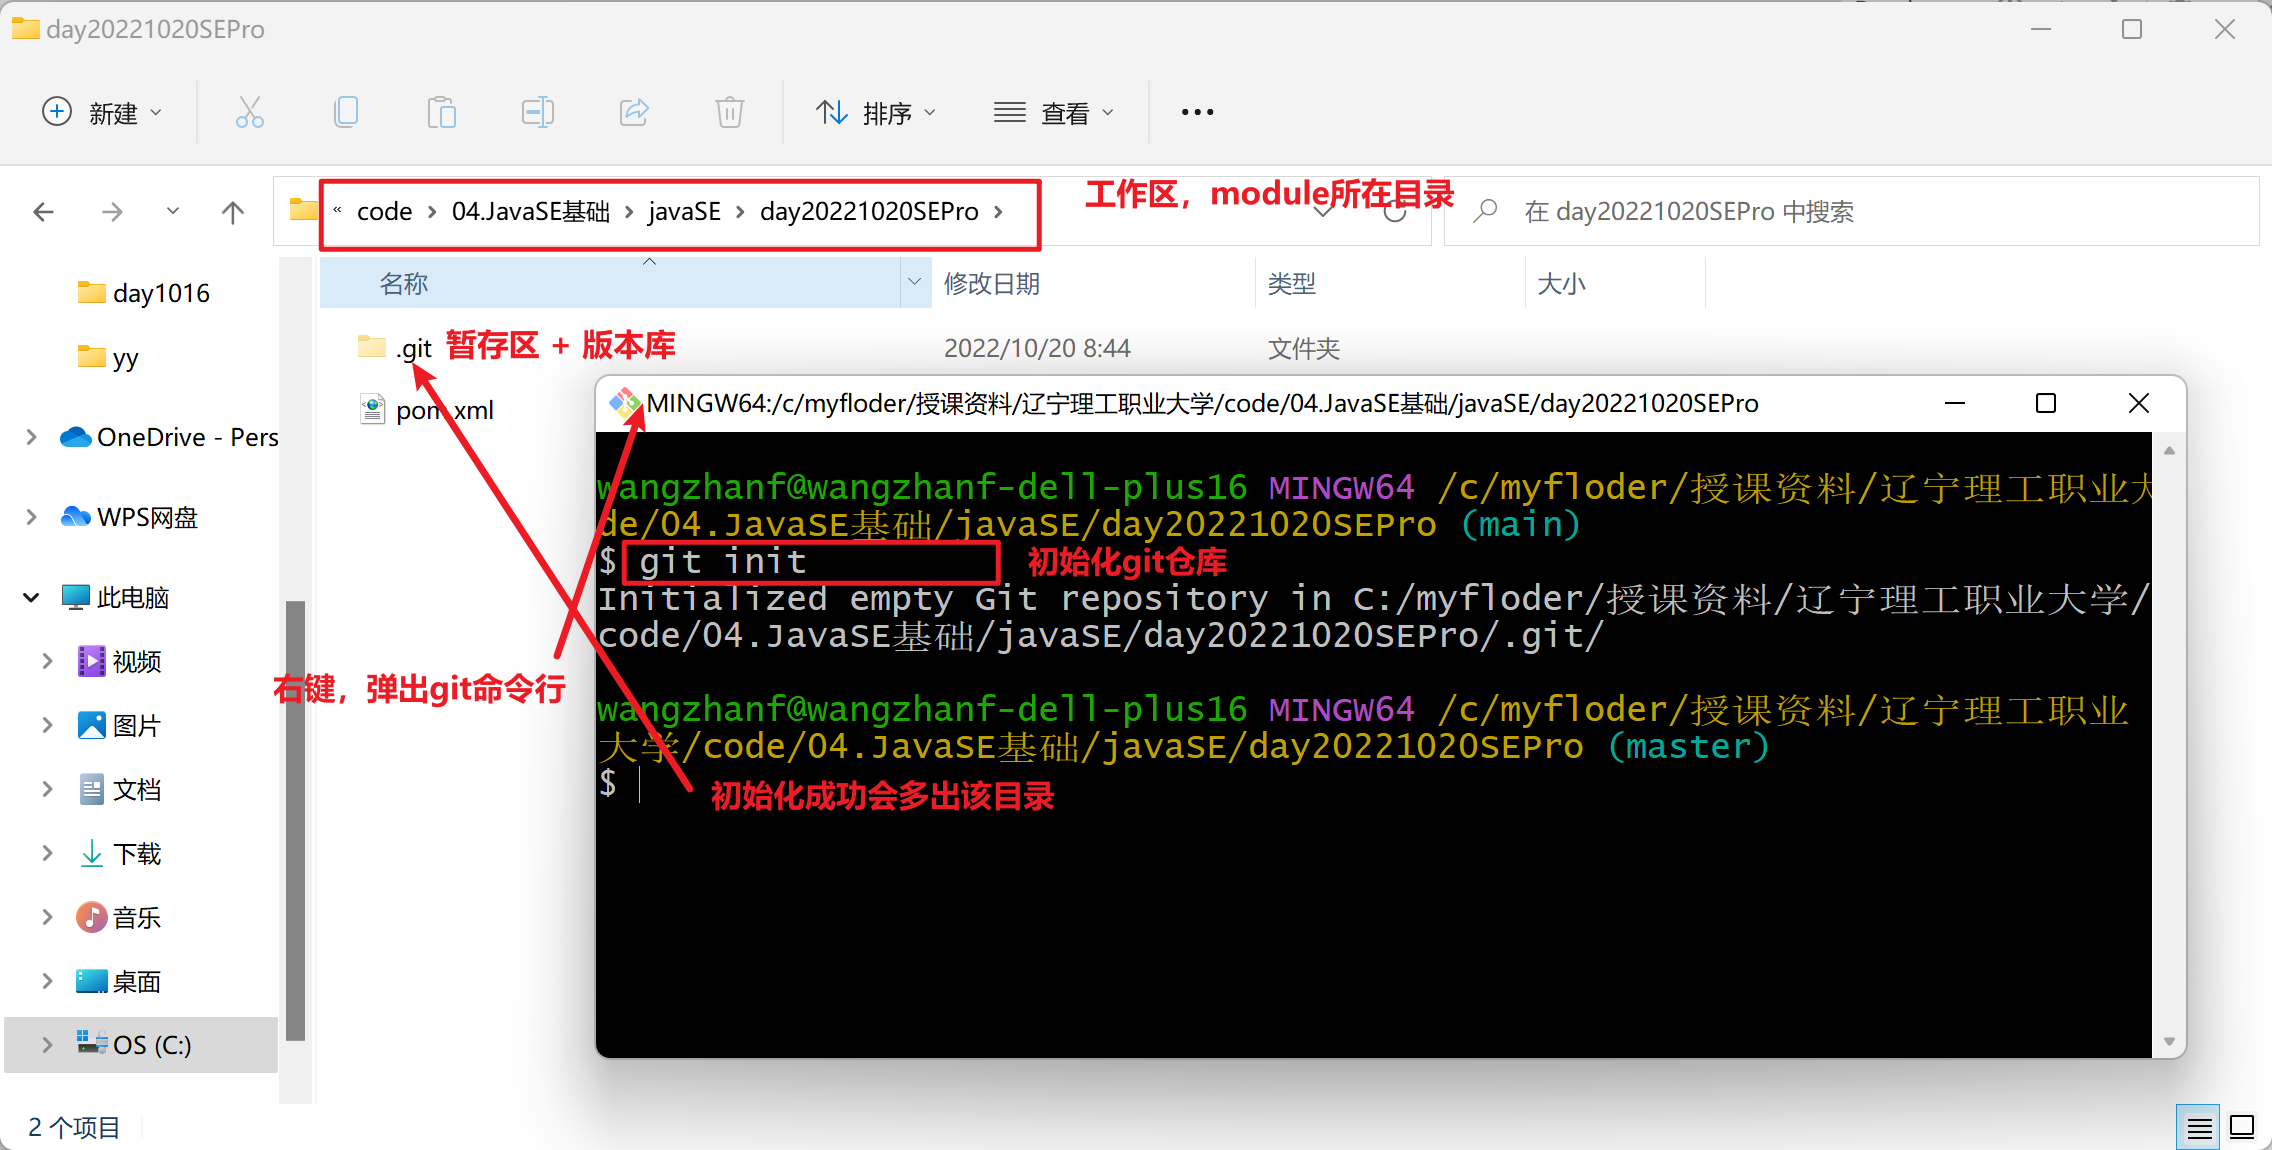 day20221020SEPro
新建
排序
查看
« code › 04.JavaSE基础 › javaSE › day20221020SEPro ›
工作区，module所在目录
在 day20221020SEPro 中搜索
名称
修改日期
类型
大小
.git
暂存区 + 版本库
2022/10/20 8:44
文件夹
pom.xml
day1016
yy
OneDrive - Pers
WPS网盘
此电脑
视频
图片
文档
下载
音乐
桌面
OS (C:)
右键，弹出git命令行
MINGW64:/c/myfloder/授课资料/辽宁理工职业大学/code/04.JavaSE基础/javaSE/day20221020SEPro
wangzhanf@wangzhanf-dell-plus16 MINGW64 /c/myfloder/授课资料/辽宁理工职业大
de/04.JavaSE基础/javaSE/day20221020SEPro (main)
$ git init
初始化git仓库
Initialized empty Git repository in C:/myfloder/授课资料/辽宁理工职业大学/
code/04.JavaSE基础/javaSE/day20221020SEPro/.git/
wangzhanf@wangzhanf-dell-plus16 MINGW64 /c/myfloder/授课资料/辽宁理工职业
大学/code/04.JavaSE基础/javaSE/day20221020SEPro (master)
$
初始化成功会多出该目录
2 个项目